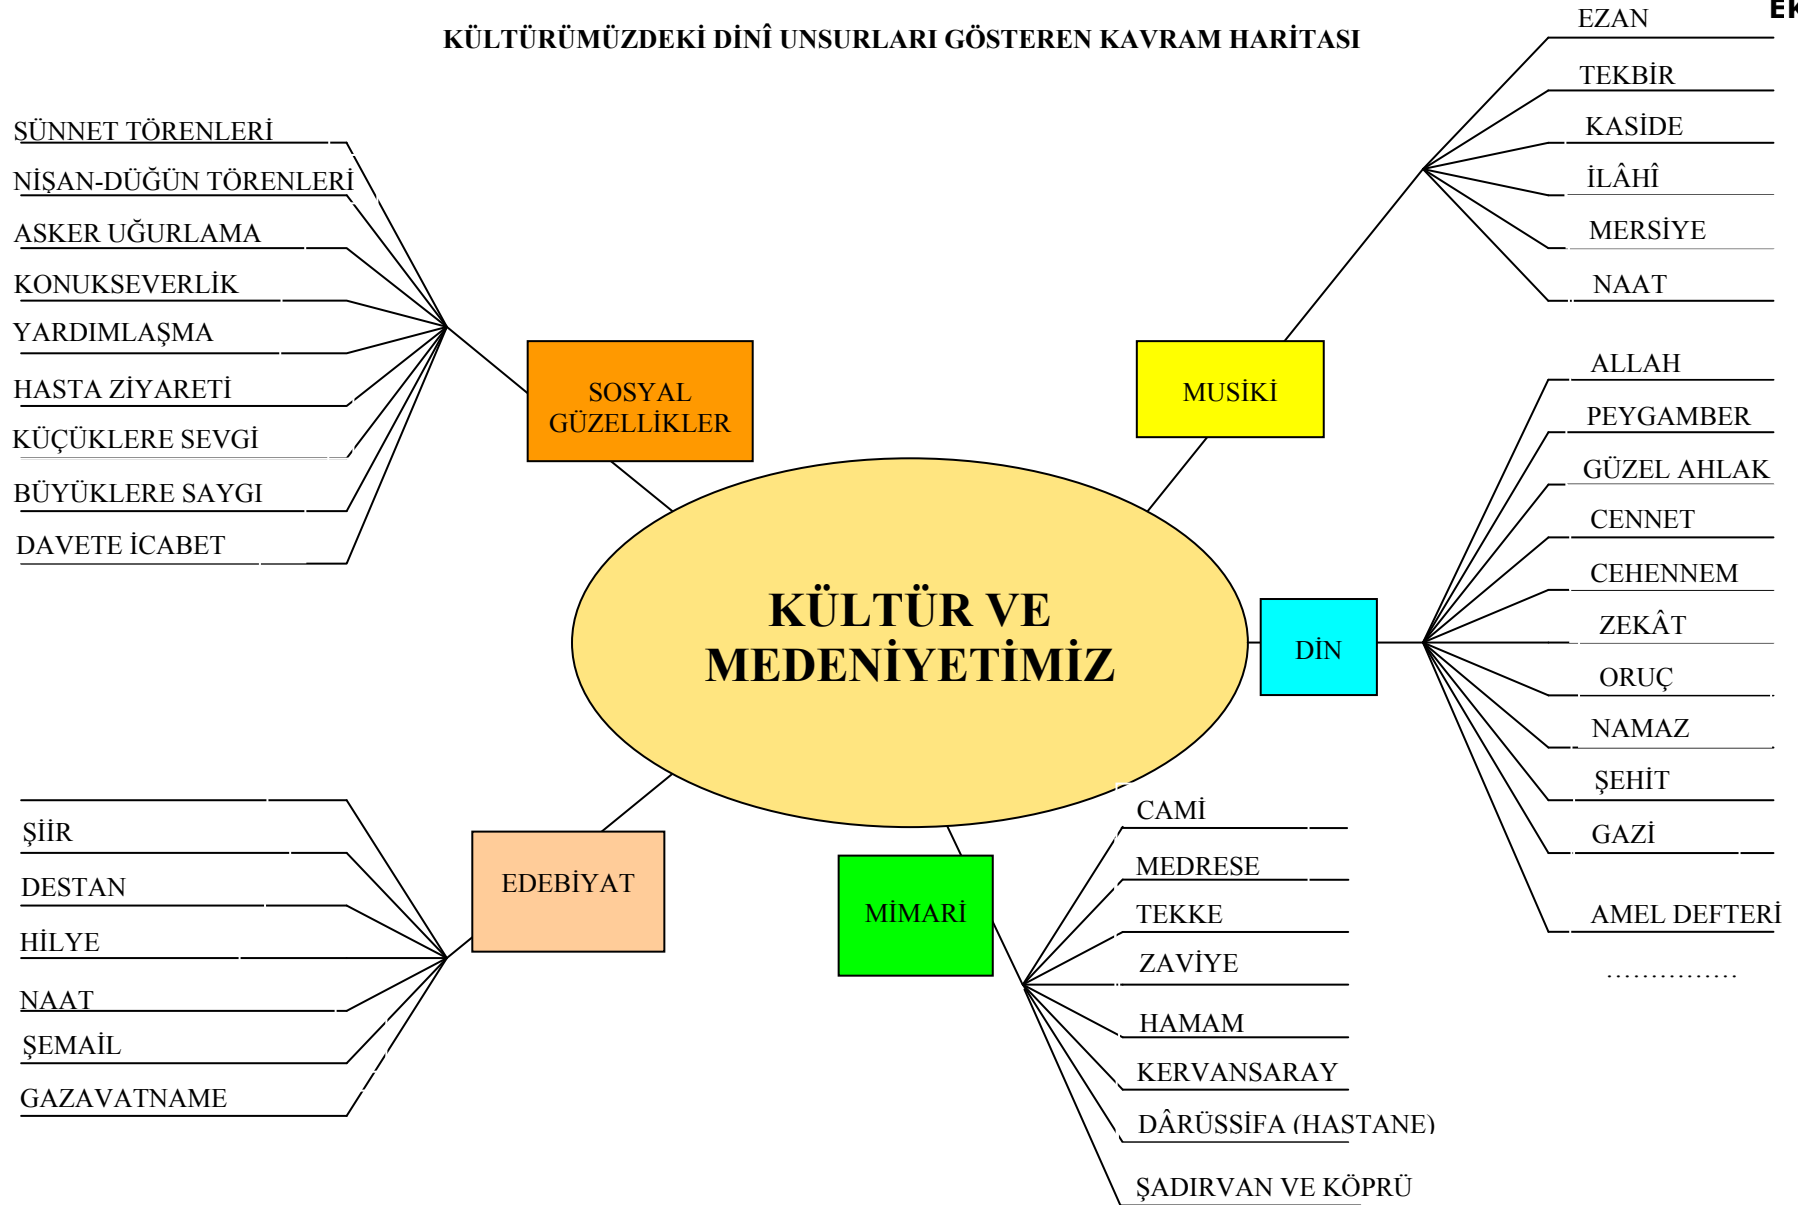 EK
KÜLTÜRÜMÜZDEKİ DİNÎ UNSURLARI GÖSTEREN KAVRAM HARİTASI
SÜNNET TÖRENLERİ
NİŞAN-DÜĞÜN TÖRENLERİ
ASKER UĞURLAMA
KONUKSEVERLİK
YARDIMLAŞMA
HASTA ZİYARETİ
KÜÇÜKLERE SEVGİ
BÜYÜKLERE SAYGI
DAVETE İCABET
SOSYAL
GÜZELLİKLER
MUSIKİ
EZAN
TEKBİR
KASİDE
İLÂHÎ
MERSİYE
NAAT
KÜLTÜR VE
MEDENİYETİMİZ
DİN
ALLAH
PEYGAMBER
GÜZEL AHLAK
CENNET
CEHENNEM
ZEKÂT
ORUÇ
NAMAZ
ŞEHİT
GAZİ
AMEL DEFTERİ
...............
EDEBİYAT
ŞİİR
DESTAN
HİLYE
NAAT
ŞEMAİL
GAZAVATNAME
MİMARİ
CAMİ
MEDRESE
TEKKE
ZAVİYE
HAMAM
KERVANSARAY
DÂRÜSSİFA (HASTANE)
ŞADIRVAN VE KÖPRÜ